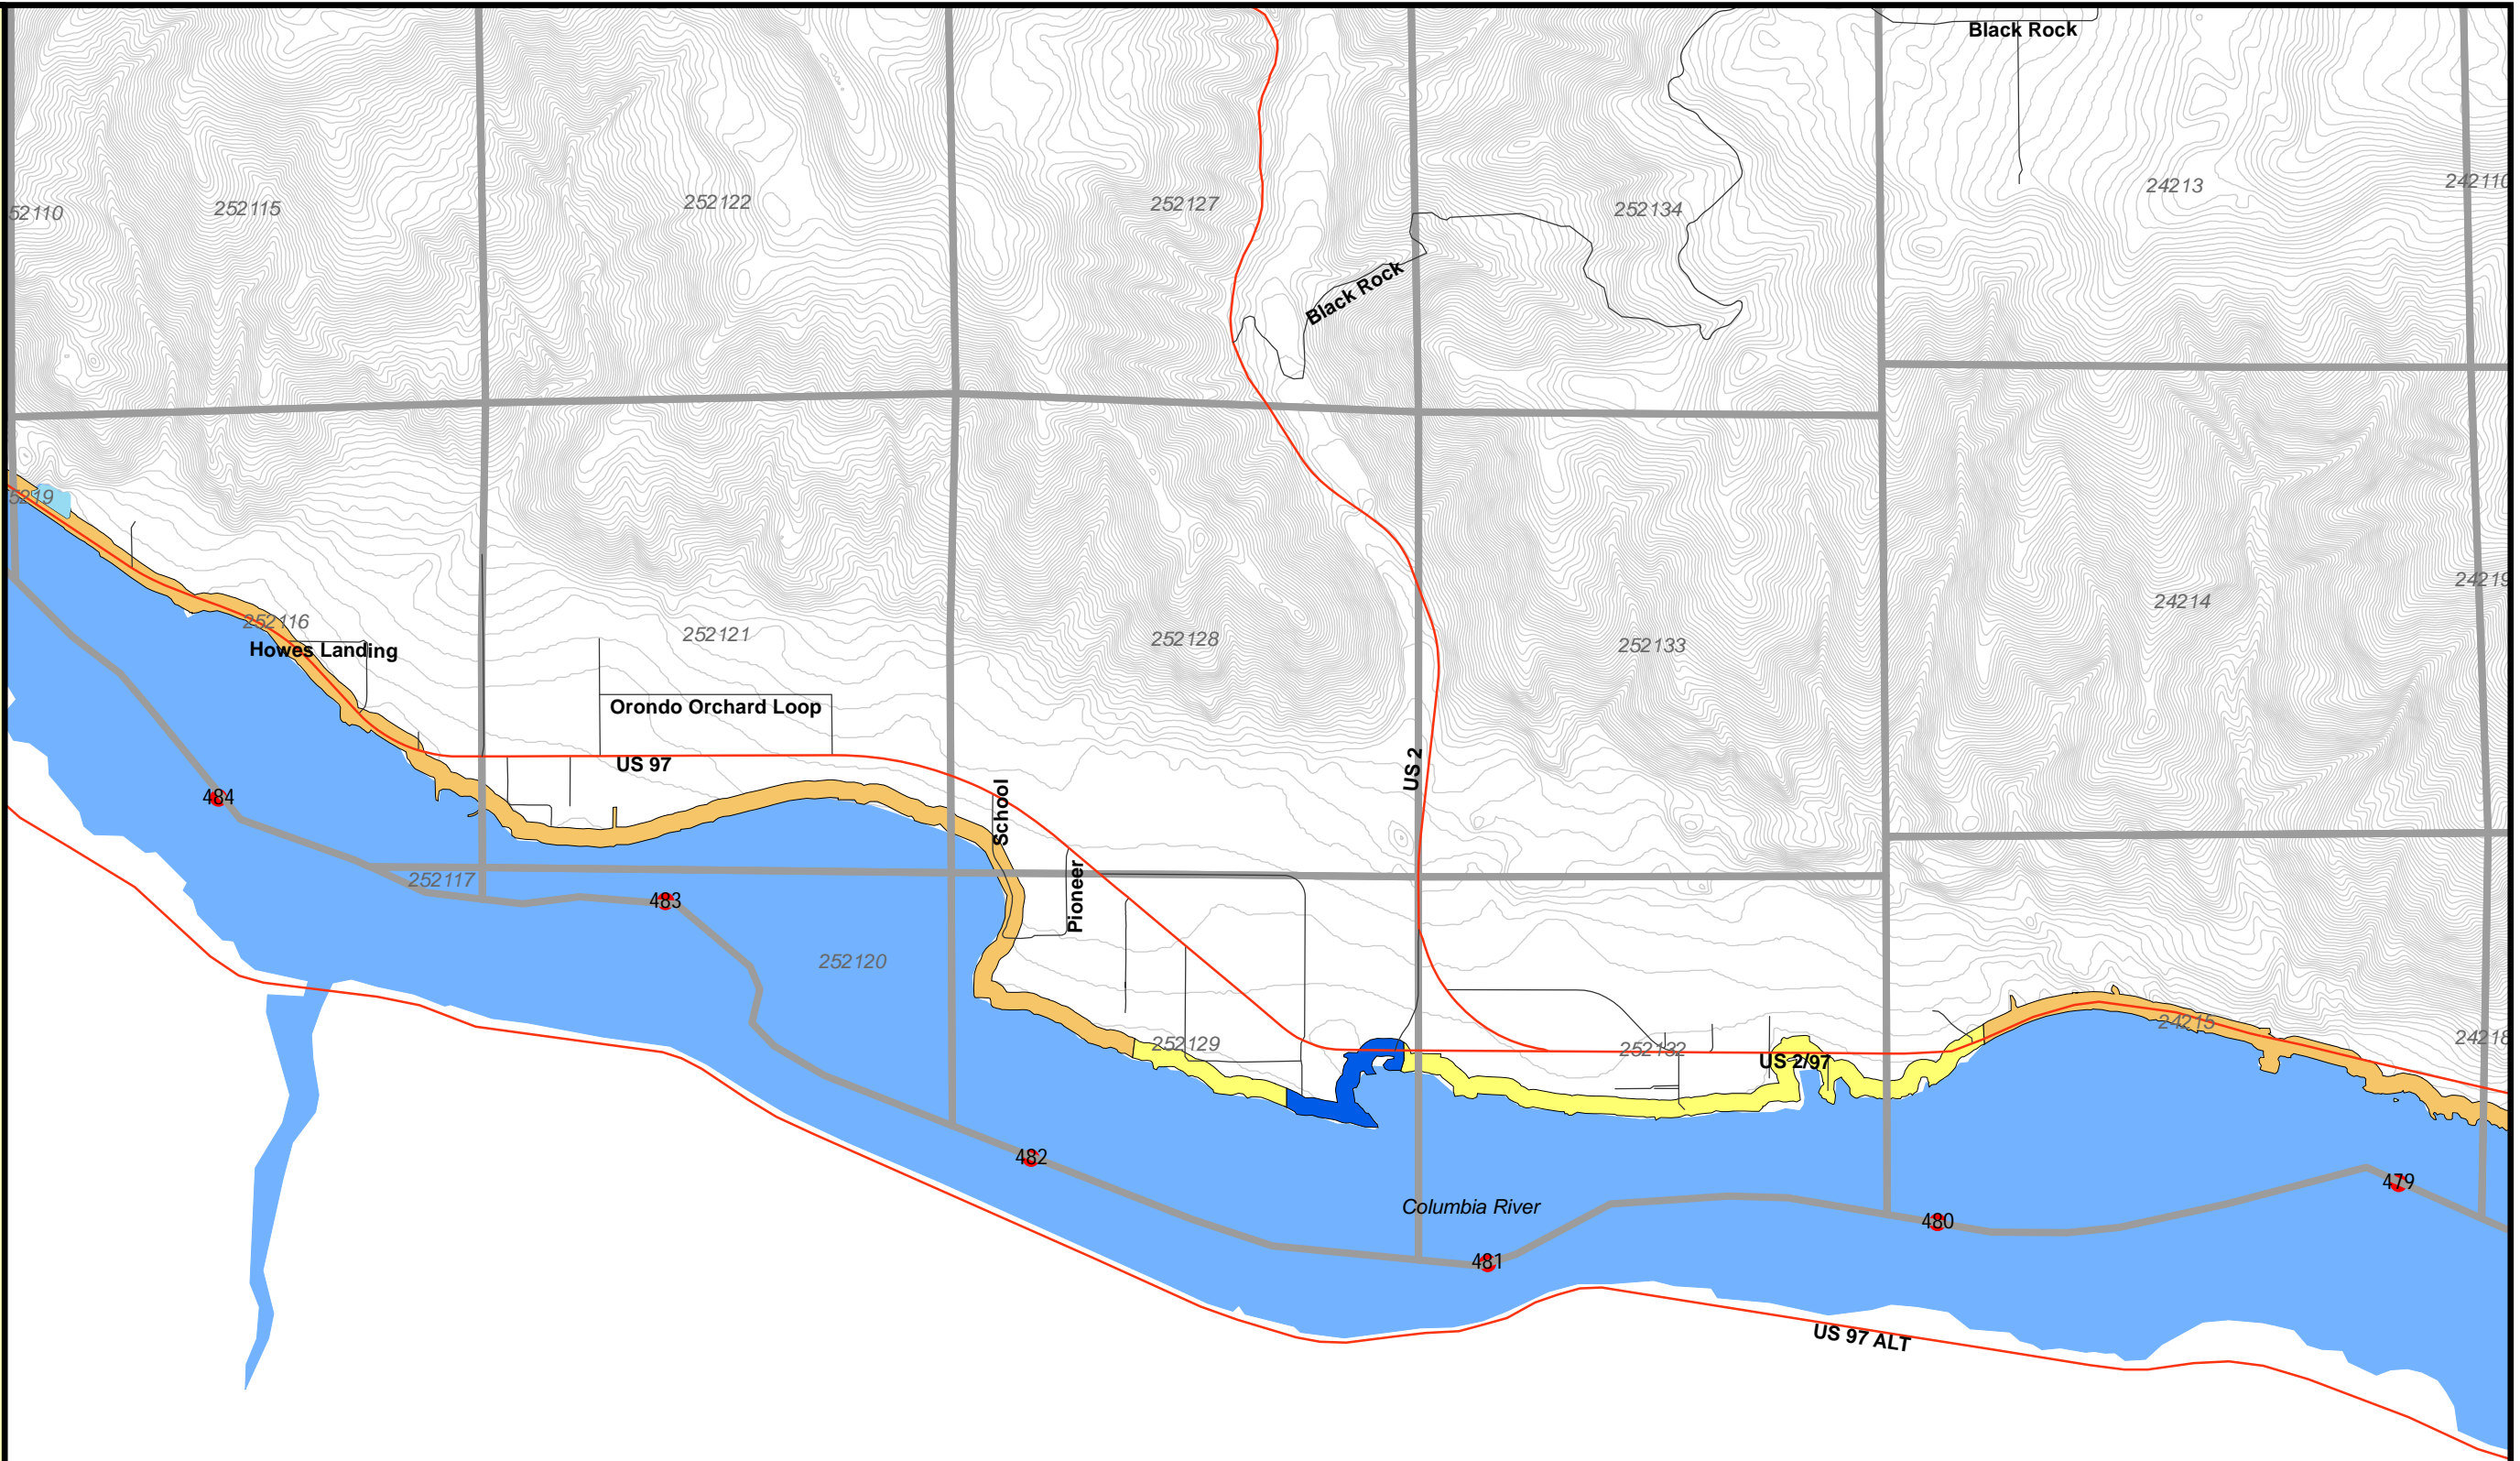 Black Rock
52110
252115
252122
252127
252134
24213
242110
Black Rock
5219
252116
Howes Landing
252121
252128
252133
24214
24219
Orondo Orchard Loop
US 97
School
US 2
484
252117
483
Pioneer
252120
252129
252132
US 2/97
24215
24218
482
Columbia River
481
480
479
US 97 ALT